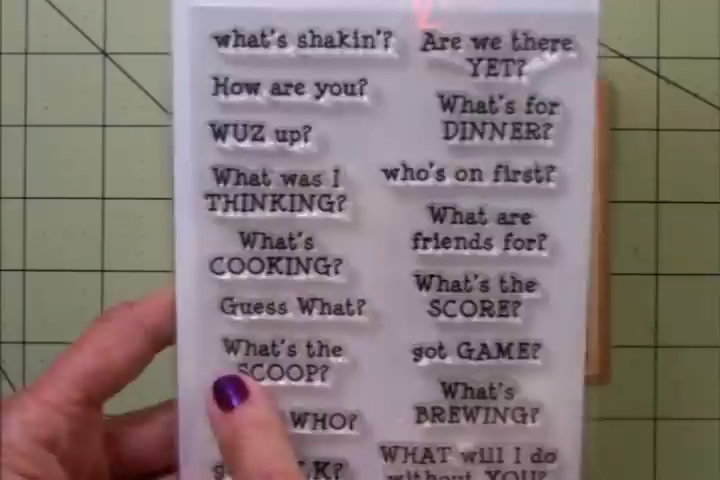 what's shakin'?
How are you?
WUZ up?
What was I
THINKING?
What's
COOKING?
Guess What?
What's the
SCOOP?
WHO?
Are we there
YET?
What's for
DINNER?
who's on first?
What are
friends for?
What's the
SCORE?
got GAME?
What's
BREWING?
WHAT will I do
without YOU?